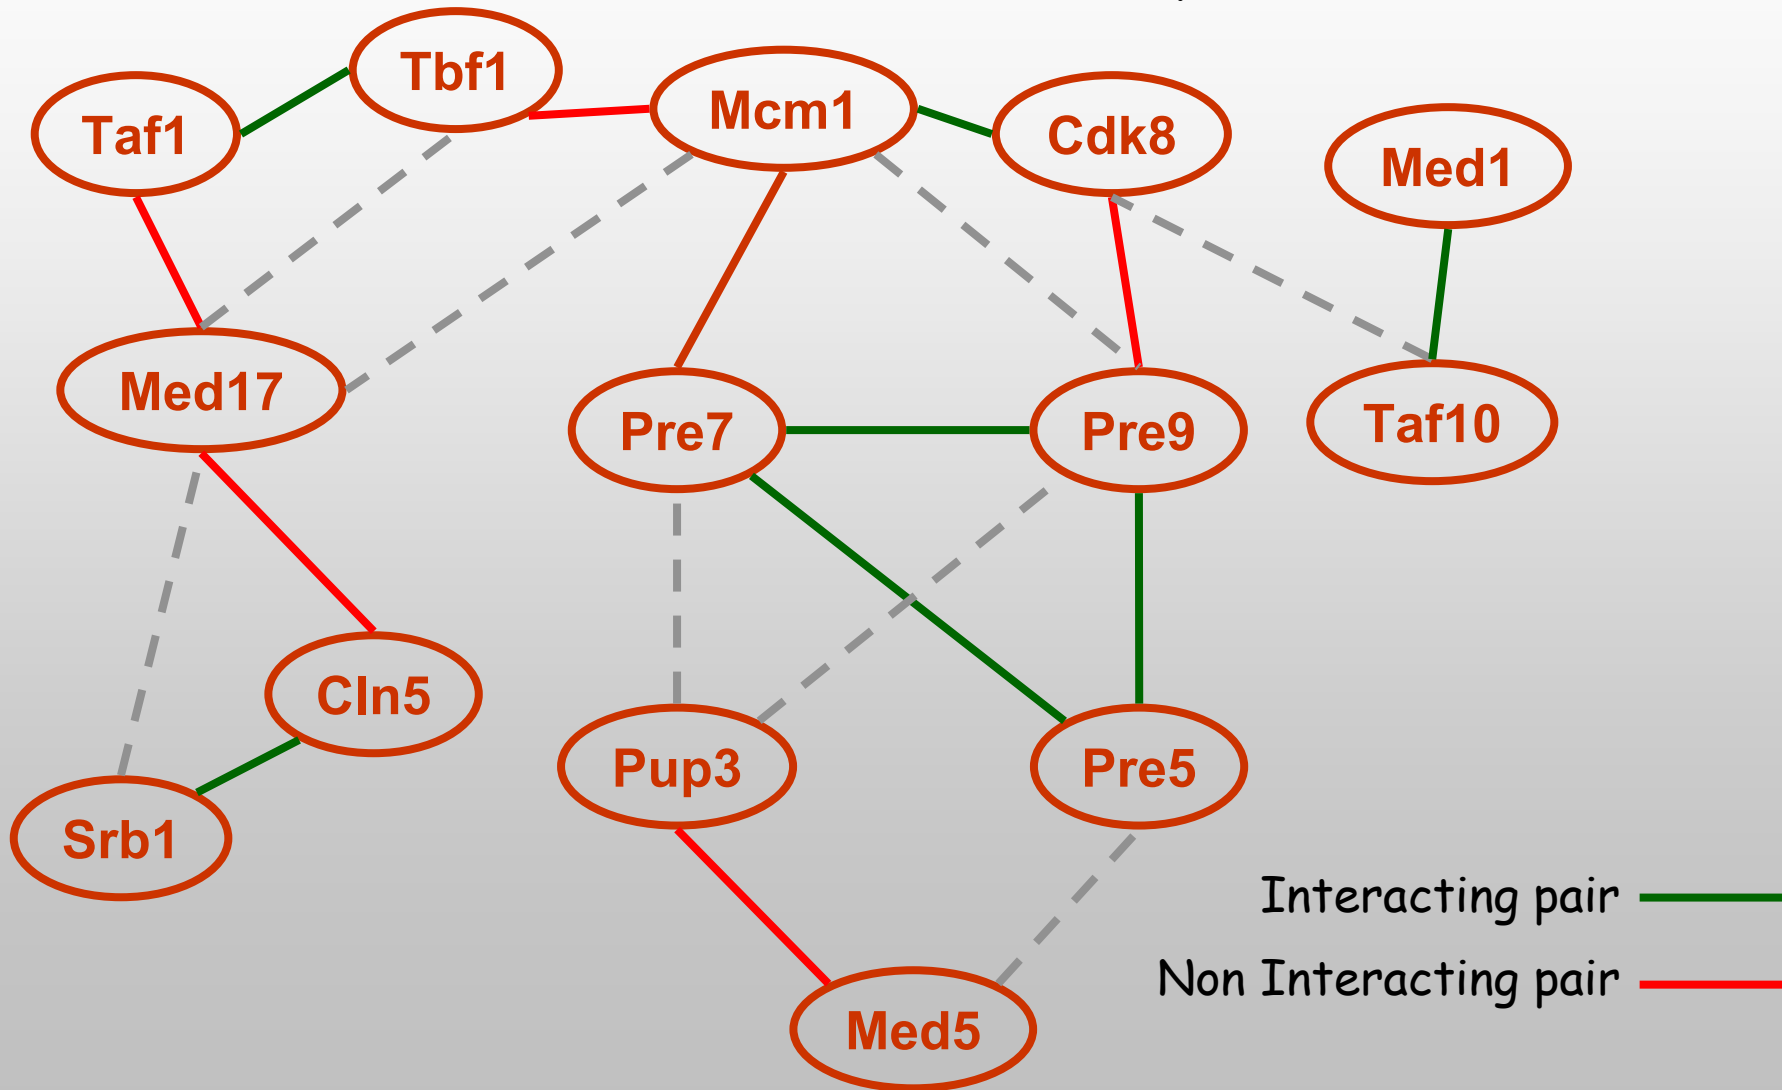 Tbf1
Mcm1
Taf1
Cdk8
Med1
Med17
Pre7
Pre9
Taf10
Cln5
Pup3
Pre5
Srb1
Interacting pair
Non Interacting pair
Med5